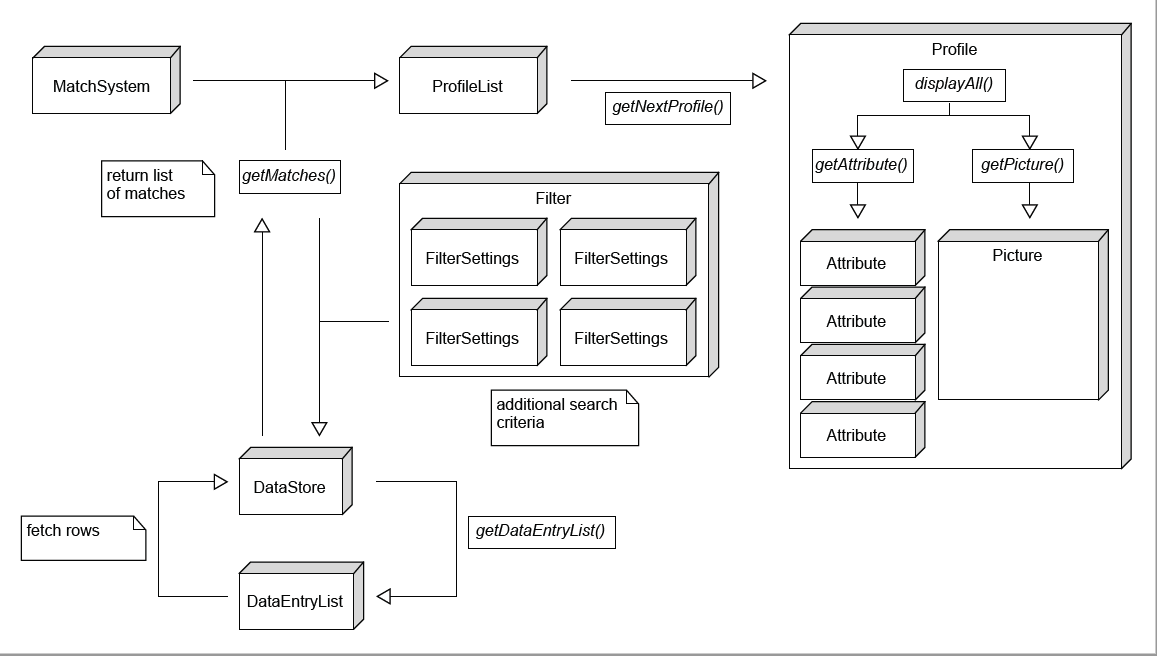 MatchSystem
ProfileList
getNextProfile()
Profile
displayAll()
getAttribute()
getPicture()
Attribute
Attribute
Attribute
Attribute
Picture
return list
of matches
getMatches()
Filter
FilterSettings
FilterSettings
FilterSettings
FilterSettings
additional search
criteria
DataStore
fetch rows
getDataEntryList()
DataEntryList